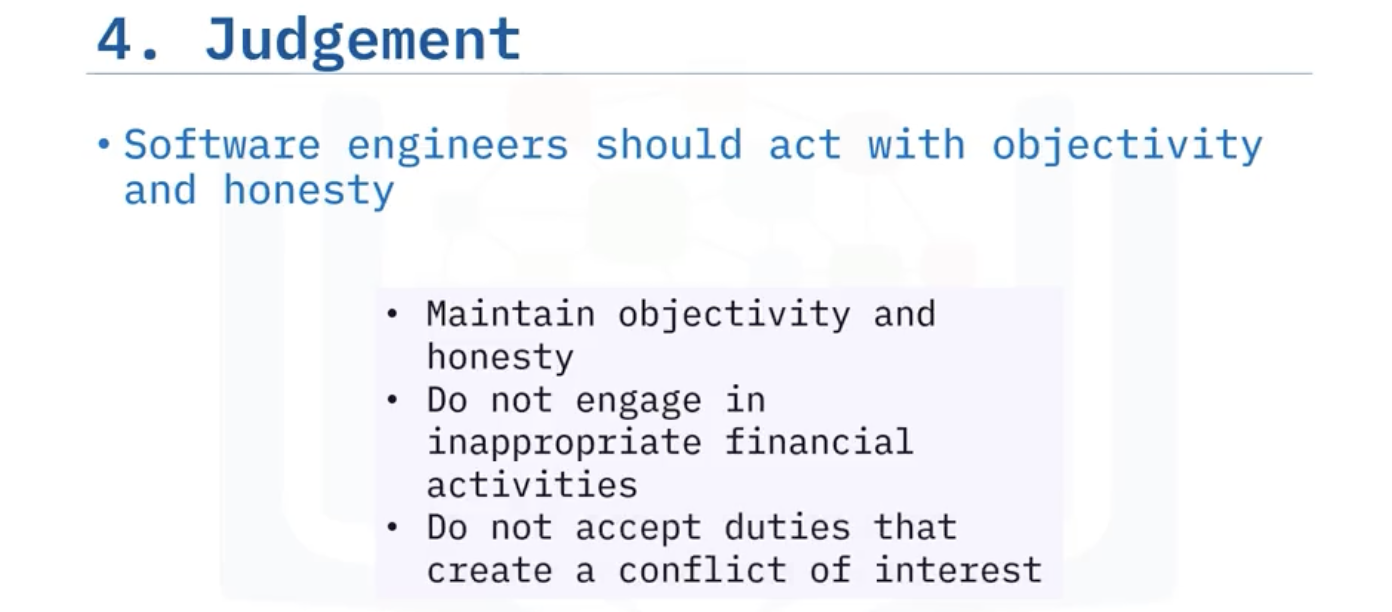 4. Judgement
• Software engineers should act with objectivity
and honesty
• Maintain objectivity and
honesty
• Do not engage in
inappropriate financial
activities
• Do not accept duties that
create a conflict of interest